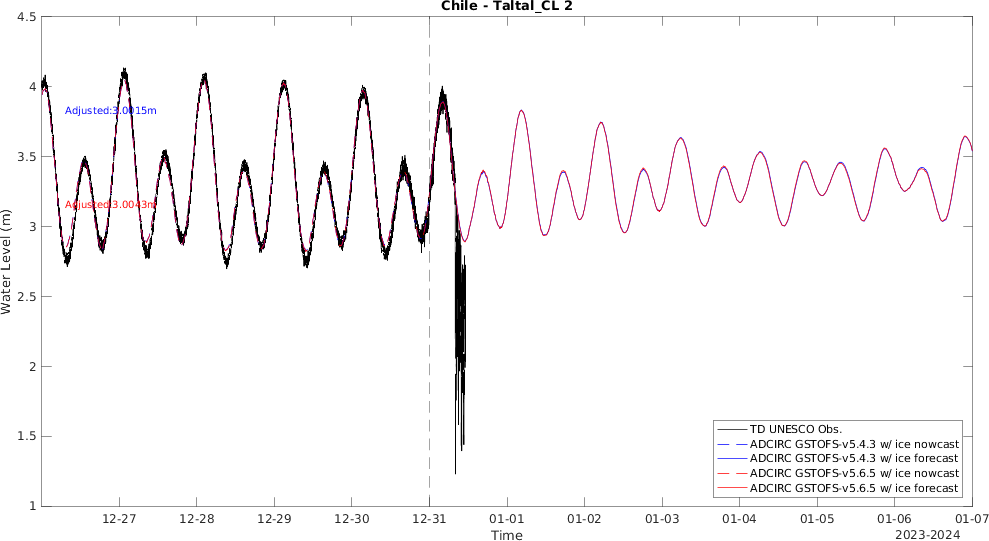 Chile - Taltal_CL 2
4.5
4
3.5
3
2.5
2
1.5
1
Water Level (m)
Adjusted:3.0015m
Adjusted:3.0043m
TD UNESCO Obs.
ADCIRC GSTOFS-v5.4.3 w/ ice nowcast
ADCIRC GSTOFS-v5.4.3 w/ ice forecast
ADCIRC GSTOFS-v5.6.5 w/ ice nowcast
ADCIRC GSTOFS-v5.6.5 w/ ice forecast
12-27 12-28 12-29 12-30 12-31 01-01 01-02 01-03 01-04 01-05 01-06 01-07
Time
2023-2024